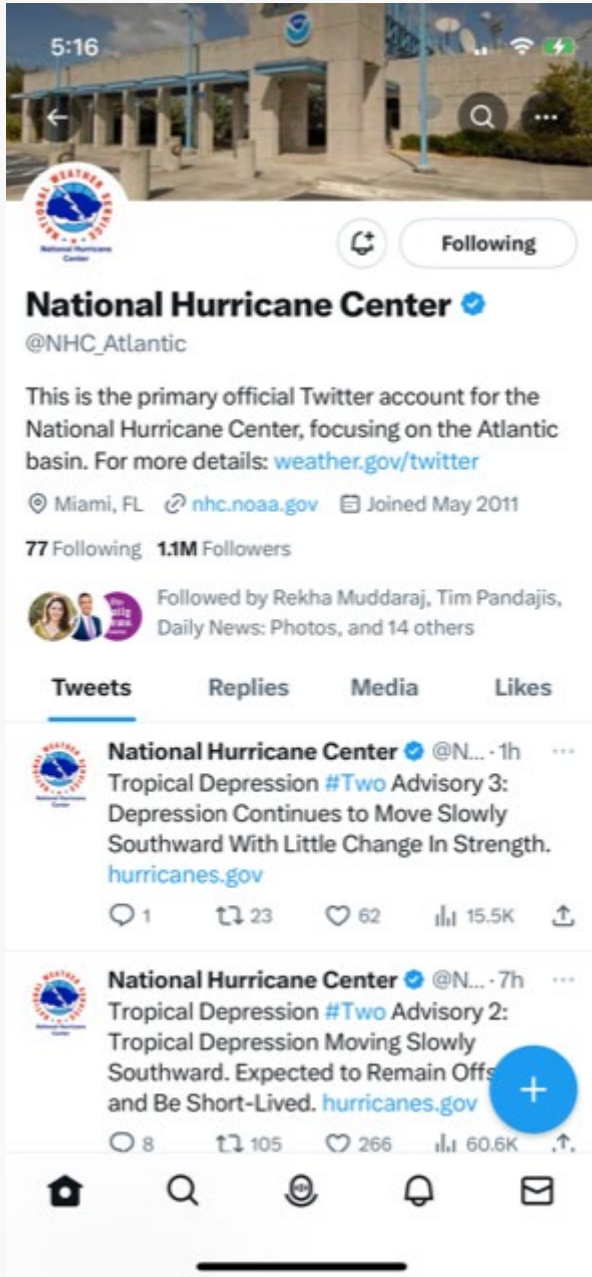 5:16
NATIONAL WEATHER SERVICE
National Hurricane
Center
Following
National Hurricane Center
@NHC_Atlantic
This is the primary official Twitter account for the
National Hurricane Center, focusing on the Atlantic
basin. For more details: weather.gov/twitter
Miami, FL nhc.noaa.gov Joined May 2011
77 Following 1.1M Followers
Followed by Rekha Muddaraj, Tim Pandajis,
Daily News: Photos, and 14 others
Tweets Replies Media Likes
National Hurricane Center @N... · 1h ···
Tropical Depression #Two Advisory 3:
Depression Continues to Move Slowly
Southward With Little Change In Strength.
hurricanes.gov
1 23 62 15.5K
National Hurricane Center @N... · 7h ···
Tropical Depression #Two Advisory 2:
Tropical Depression Moving Slowly
Southward. Expected to Remain Offs
and Be Short-Lived. hurricanes.gov
8 105 266 60.6K